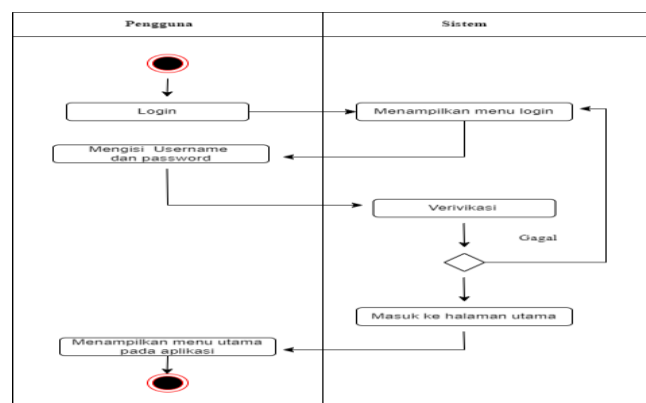 Pengguna
Sistem
Login
Menampilkan menu login
Mengisi Username
dan password
Verivikasi
Gagal
Masuk ke halaman utama
Menampilkan menu utama
pada aplikasi